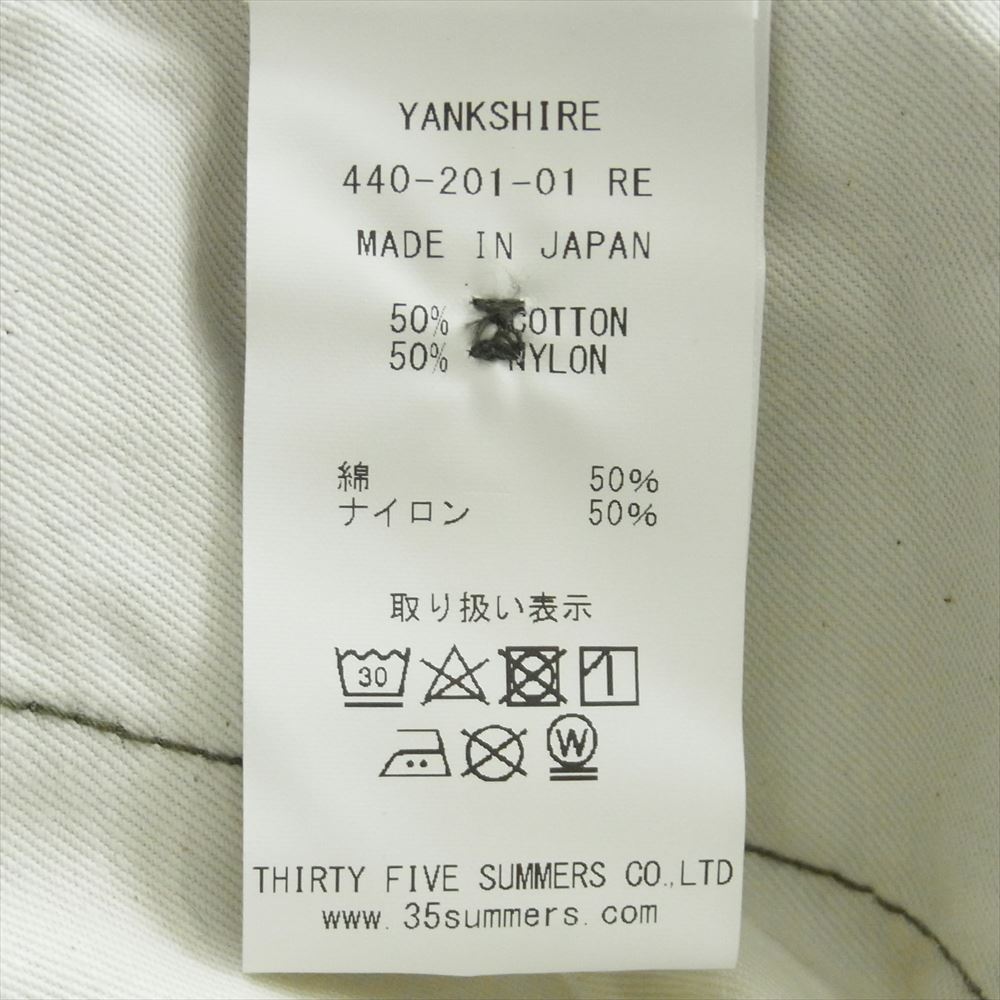 YANKSHIRE
440-201-01 RE
MADE IN JAPAN
50% COTTON
50% NYLON
綿 50%
ナイロン 50%
取り扱い表示
30
W
THIRTY FIVE SUMMERS CO.,LTD
www.35summers.com